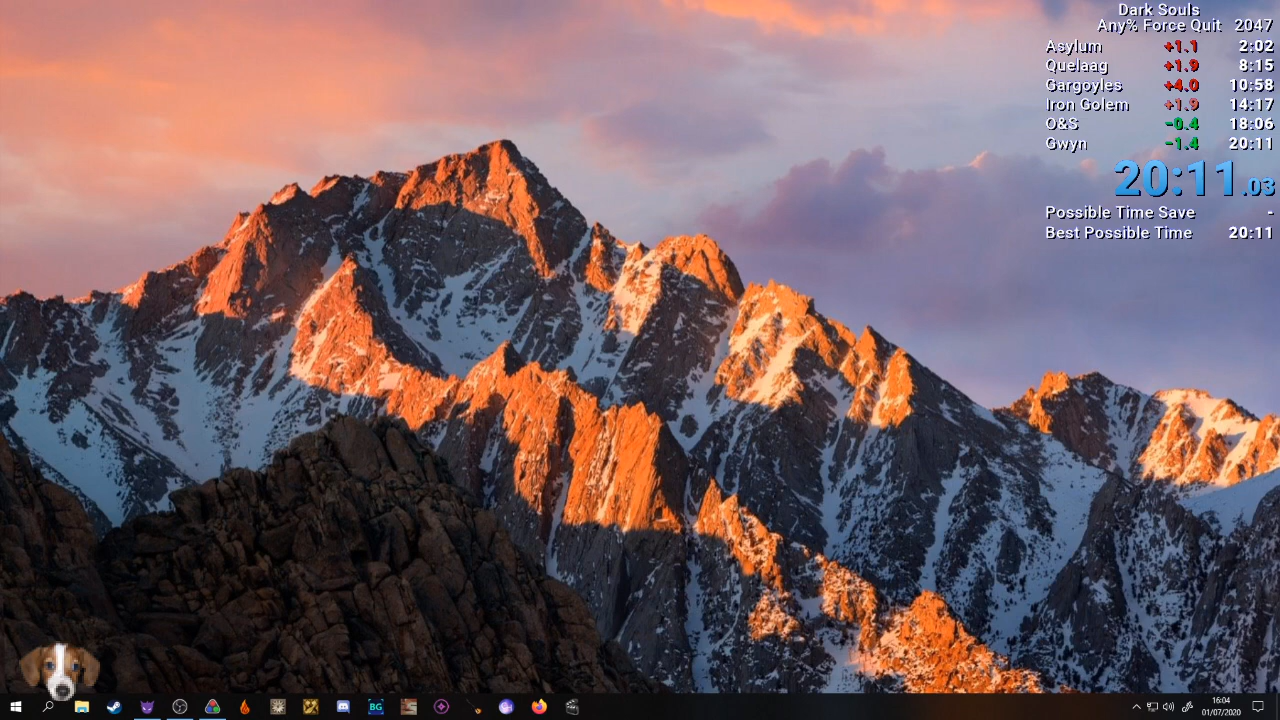 Dark Souls
Any% Force Quit 2047
Asylum +1.1 2:02
Quelaag +1.9 8:15
Gargoyles +4.0 10:58
Iron Golem +1.9 14:17
O&S -0.4 18:06
Gwyn -1.4 20:11
20:11.03
Possible Time Save -
Best Possible Time 20:11
BG
16:04
01/07/2020